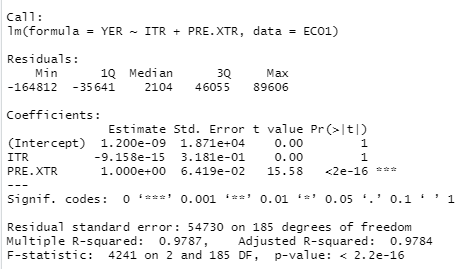 Call:
lm(formula = YER ~ ITR + PRE.XTR, data = ECO1)
Residuals:
Min 1Q Median 3Q Max
-164812 -35641 2104 46055 89606
Coefficients:
Estimate Std. Error t value Pr(>|t|)
(Intercept) 1.200e-09 1.871e+04 0.00 1
ITR -9.158e-15 3.181e-01 0.00 1
PRE.XTR 1.000e+00 6.419e-02 15.58 <2e-16 ***
---
Signif. codes: 0 ‘***’ 0.001 ‘**’ 0.01 ‘*’ 0.05 ‘.’ 0.1 ‘ ’ 1
Residual standard error: 54730 on 185 degrees of freedom
Multiple R-squared: 0.9787, Adjusted R-squared: 0.9784
F-statistic: 4241 on 2 and 185 DF, p-value: < 2.2e-16